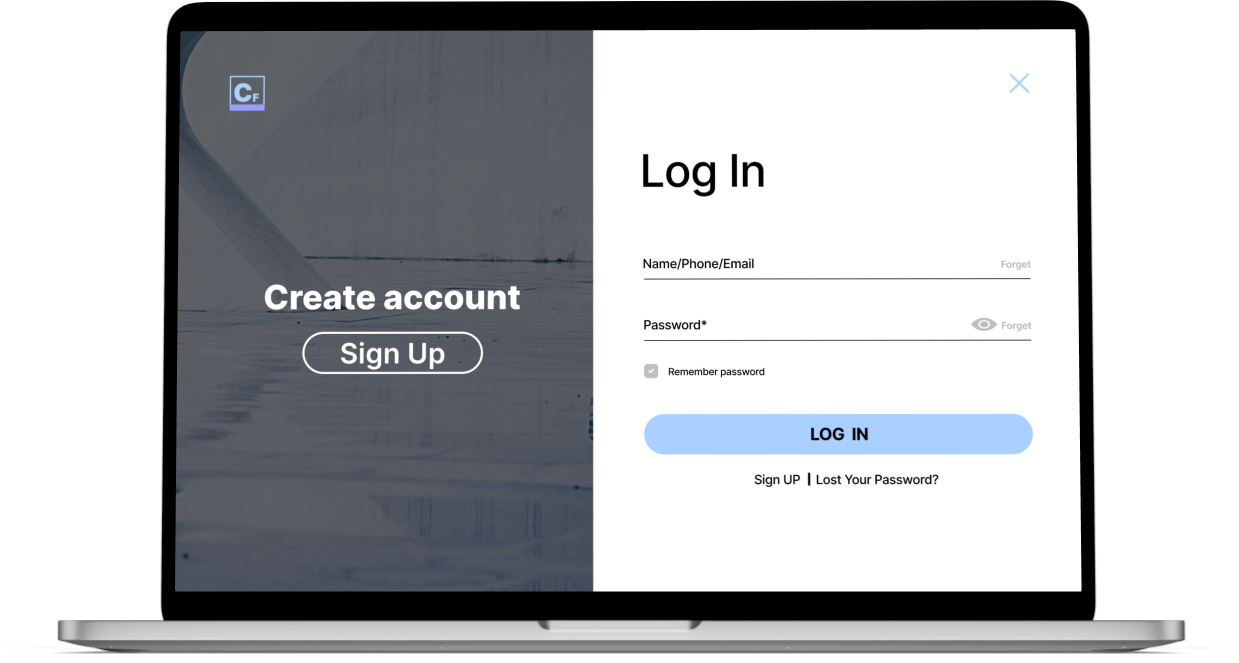 CF
Create account
Sign Up
Log In
Name/Phone/Email
Forget
Password*
Forget
Remember password
LOG IN
Sign UP | Lost Your Password?